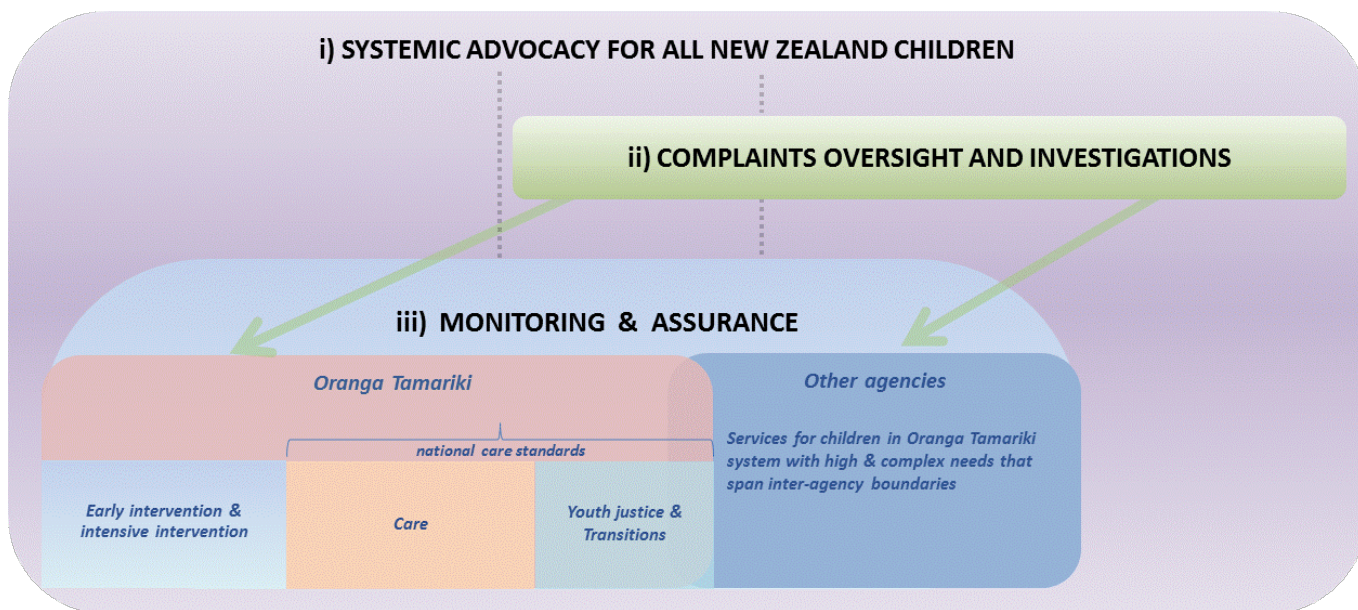 i) SYSTEMIC ADVOCACY FOR ALL NEW ZEALAND CHILDREN
ii) COMPLAINTS OVERSIGHT AND INVESTIGATIONS
iii) MONITORING & ASSURANCE
Oranga Tamariki
national care standards
Early intervention &
intensive intervention
Care
Youth justice &
Transitions
Other agencies
Services for children in Oranga Tamariki
system with high & complex needs that
span inter-agency boundaries